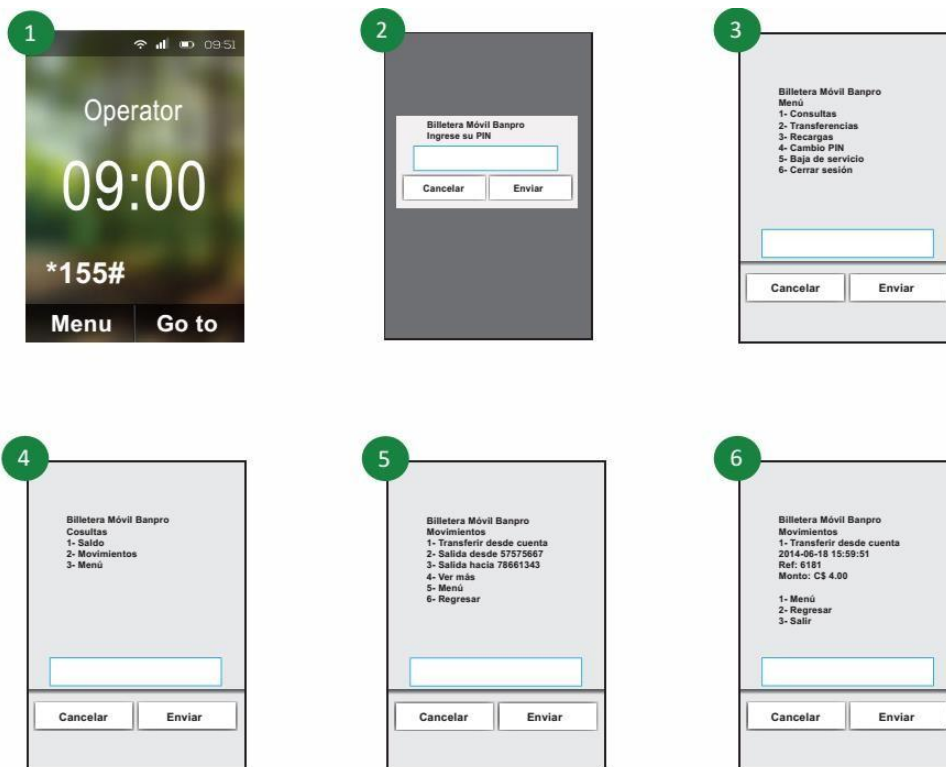 1
09:51
Operator
09:00
*155#
Menu Go to
2
Billetera Móvil Banpro
Ingrese su PIN
Cancelar Enviar
3
Billetera Móvil Banpro
Menú
1- Consultas
2- Transferencias
3- Recargas
4- Cambio PIN
5- Baja de servicio
6- Cerrar sesión
Cancelar Enviar
4
Billetera Móvil Banpro
Cosultas
1- Saldo
2- Movimientos
3- Menú
Cancelar Enviar
5
Billetera Móvil Banpro
Movimientos
1- Transferir desde cuenta
2- Salida desde 57575667
3- Salida hacia 78661343
4- Ver más
5- Menú
6- Regresar
Cancelar Enviar
6
Billetera Móvil Banpro
Movimientos
1- Transferir desde cuenta
2014-06-18 15:59:51
Ref: 6181
Monto: C$ 4.00
1- Menú
2- Regresar
3- Salir
Cancelar Enviar